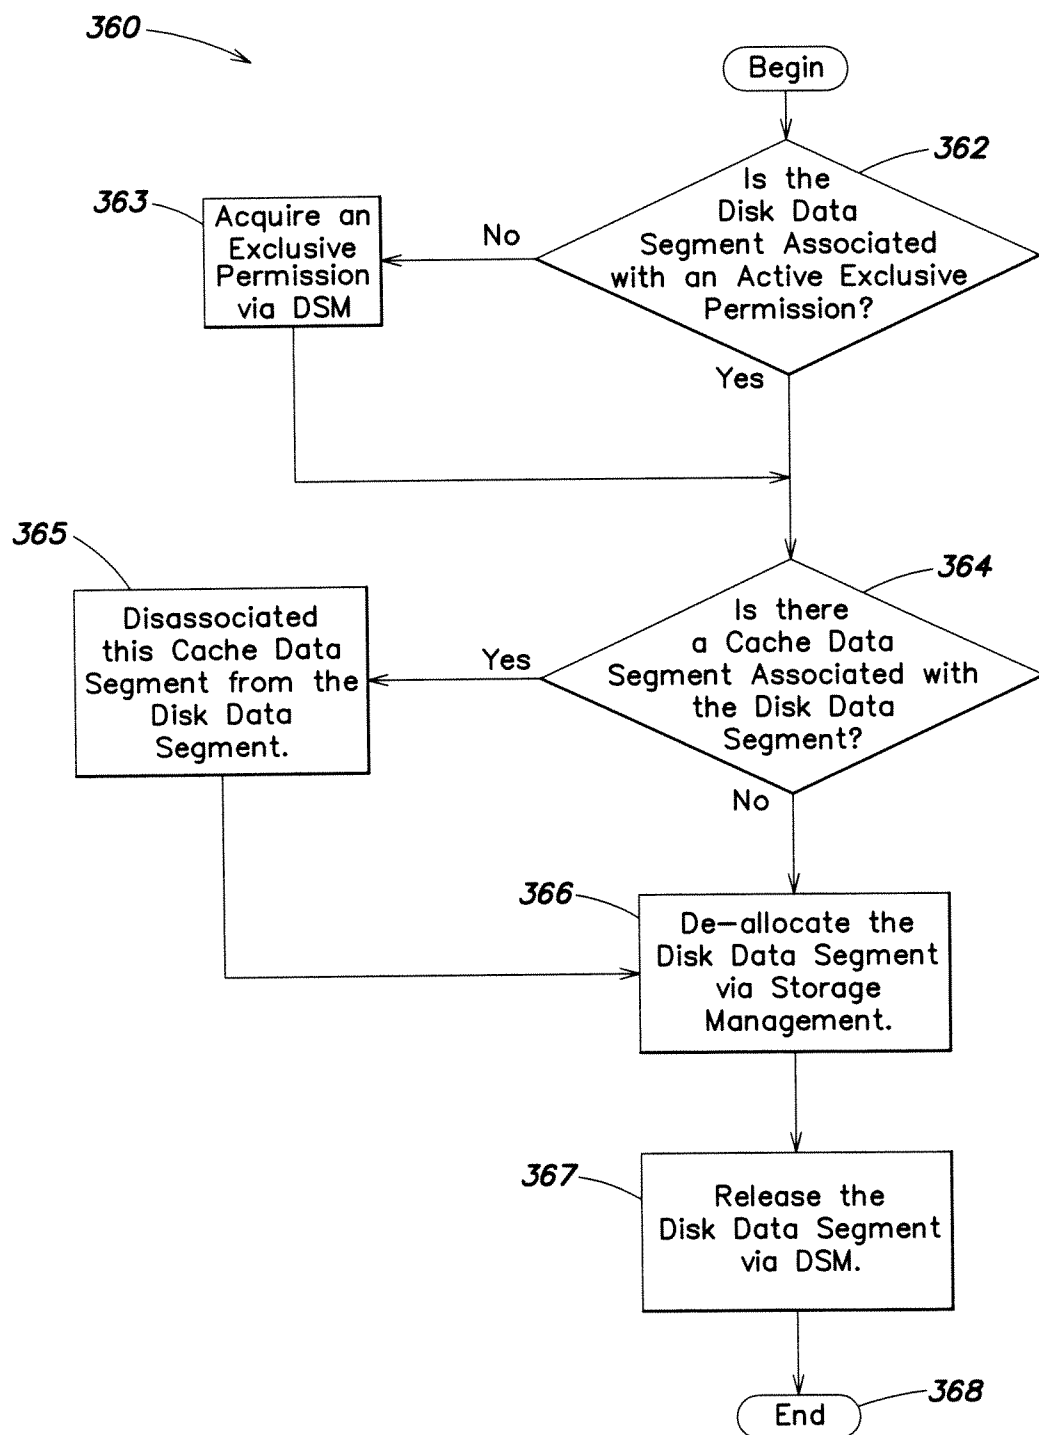 360
Begin
362
Is the
Disk Data
Segment Associated
with an Active Exclusive
Permission?
No
363
Acquire an
Exclusive
Permission
via DSM
Yes
364
Is there
a Cache Data
Segment Associated with
the Disk Data
Segment?
Yes
365
Disassociated
this Cache Data
Segment from the
Disk Data
Segment.
No
366
De-allocate the
Disk Data Segment
via Storage
Management.
367
Release the
Disk Data Segment
via DSM.
End
368